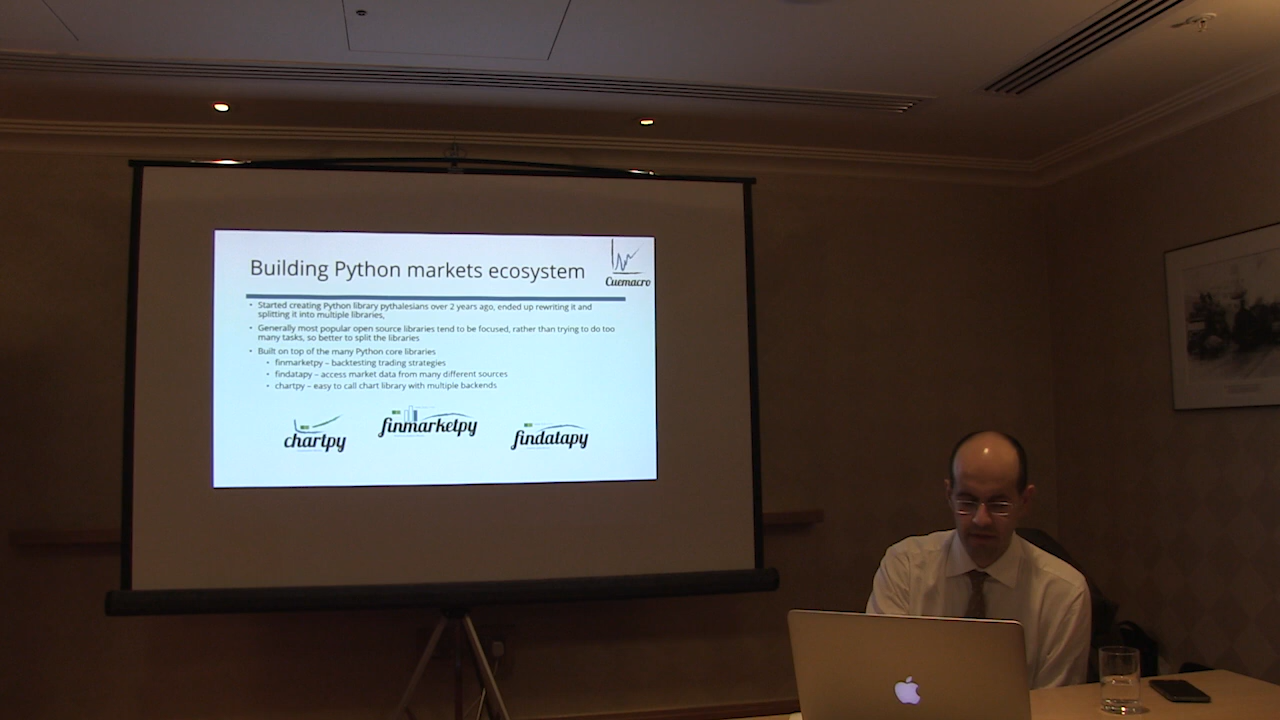 Building Python markets ecosystem
Cuemacro
• Started creating Python library pythalesians over 2 years ago, ended up rewriting it and
splitting it into multiple libraries,
• Generally most popular open source libraries tend to be focused, rather than trying to do too
many tasks, so better to split the libraries
• Built on top of the many Python core libraries
• finmarketpy – backtesting trading strategies
• findatapy – access market data from many different sources
• chartpy – easy to call chart library with multiple backends
chartpy
finmarketpy
findatapy